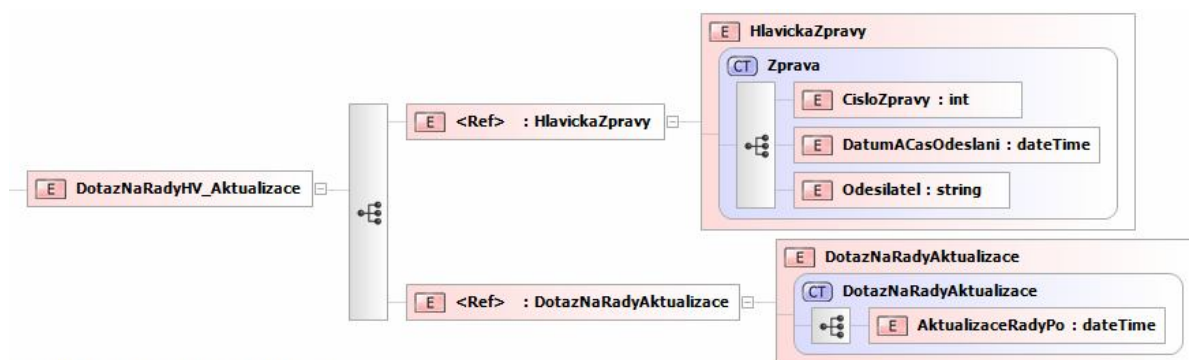 E HlavickaZpravy
CT Zprava
E CisloZpravy : int
E <Ref> : HlavickaZpravy
E DatumACasOdeslani : dateTime
E DotazNaRadyHV_Aktualizace
E Odesilatel : string
E DotazNaRadyAktualizace
E <Ref> : DotazNaRadyAktualizace
CT DotazNaRadyAktualizace
E AktualizaceRadyPo : dateTime